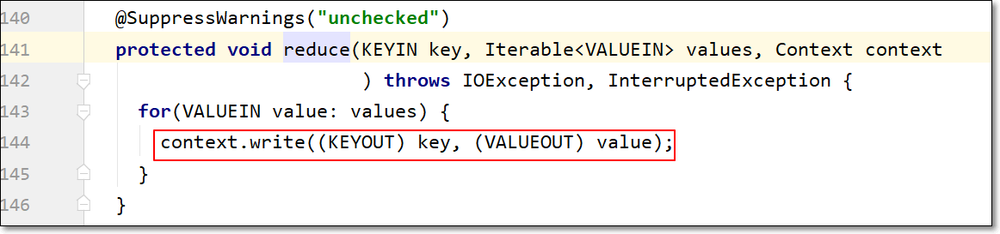 140 @SuppressWarnings("unchecked")
141 protected void reduce(KEYIN key, Iterable<VALUEIN> values, Context context
142 ) throws IOException, InterruptedException {
143 for(VALUEIN value: values) {
144 context.write((KEYOUT) key, (VALUEOUT) value);
145 }
146 }